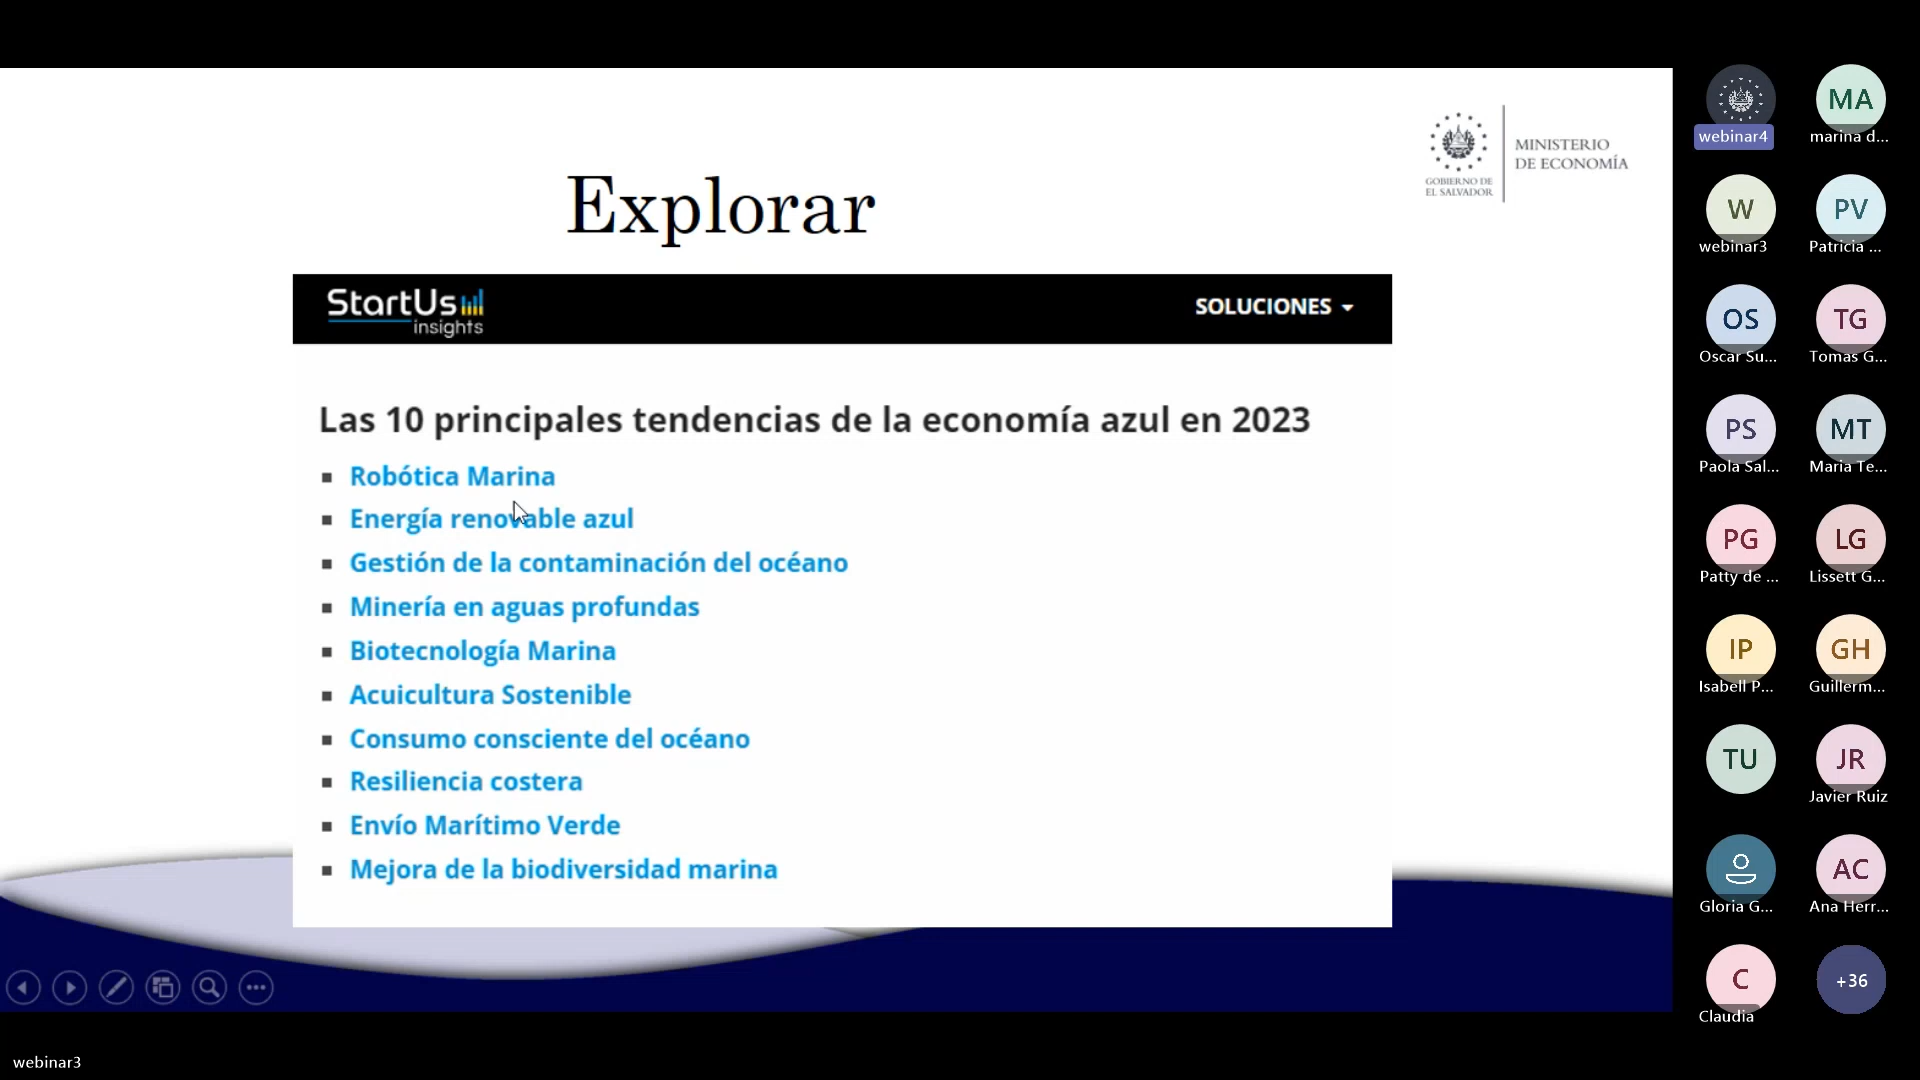 Explorar
GOBIERNO DE
EL SALVADOR
MINISTERIO
DE ECONOMÍA
StartUs
insights
SOLUCIONES
Las 10 principales tendencias de la economía azul en 2023
Robótica Marina
Energía renovable azul
Gestión de la contaminación del océano
Minería en aguas profundas
Biotecnología Marina
Acuicultura Sostenible
Consumo consciente del océano
Resiliencia costera
Envío Marítimo Verde
Mejora de la biodiversidad marina
webinar3
MA
webinar4
marina d...
W
PV
webinar3
Patricia ...
OS
TG
Oscar Su...
Tomas G...
PS
MT
Paola Sal...
Maria Te...
PG
LG
Patty de ...
Lissett G...
IP
GH
Isabell P...
Guillerm...
TU
JR
Javier Ruiz
AC
Gloria G...
Ana Herr...
C
+36
Claudia